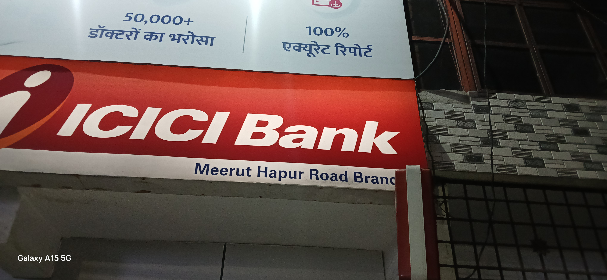 50,000+
डॉक्टरों का भरोसा
100%
एक्यूरेट रिपोर्ट
ICICI Bank
Meerut Hapur Road Branc
Galaxy A15 5G